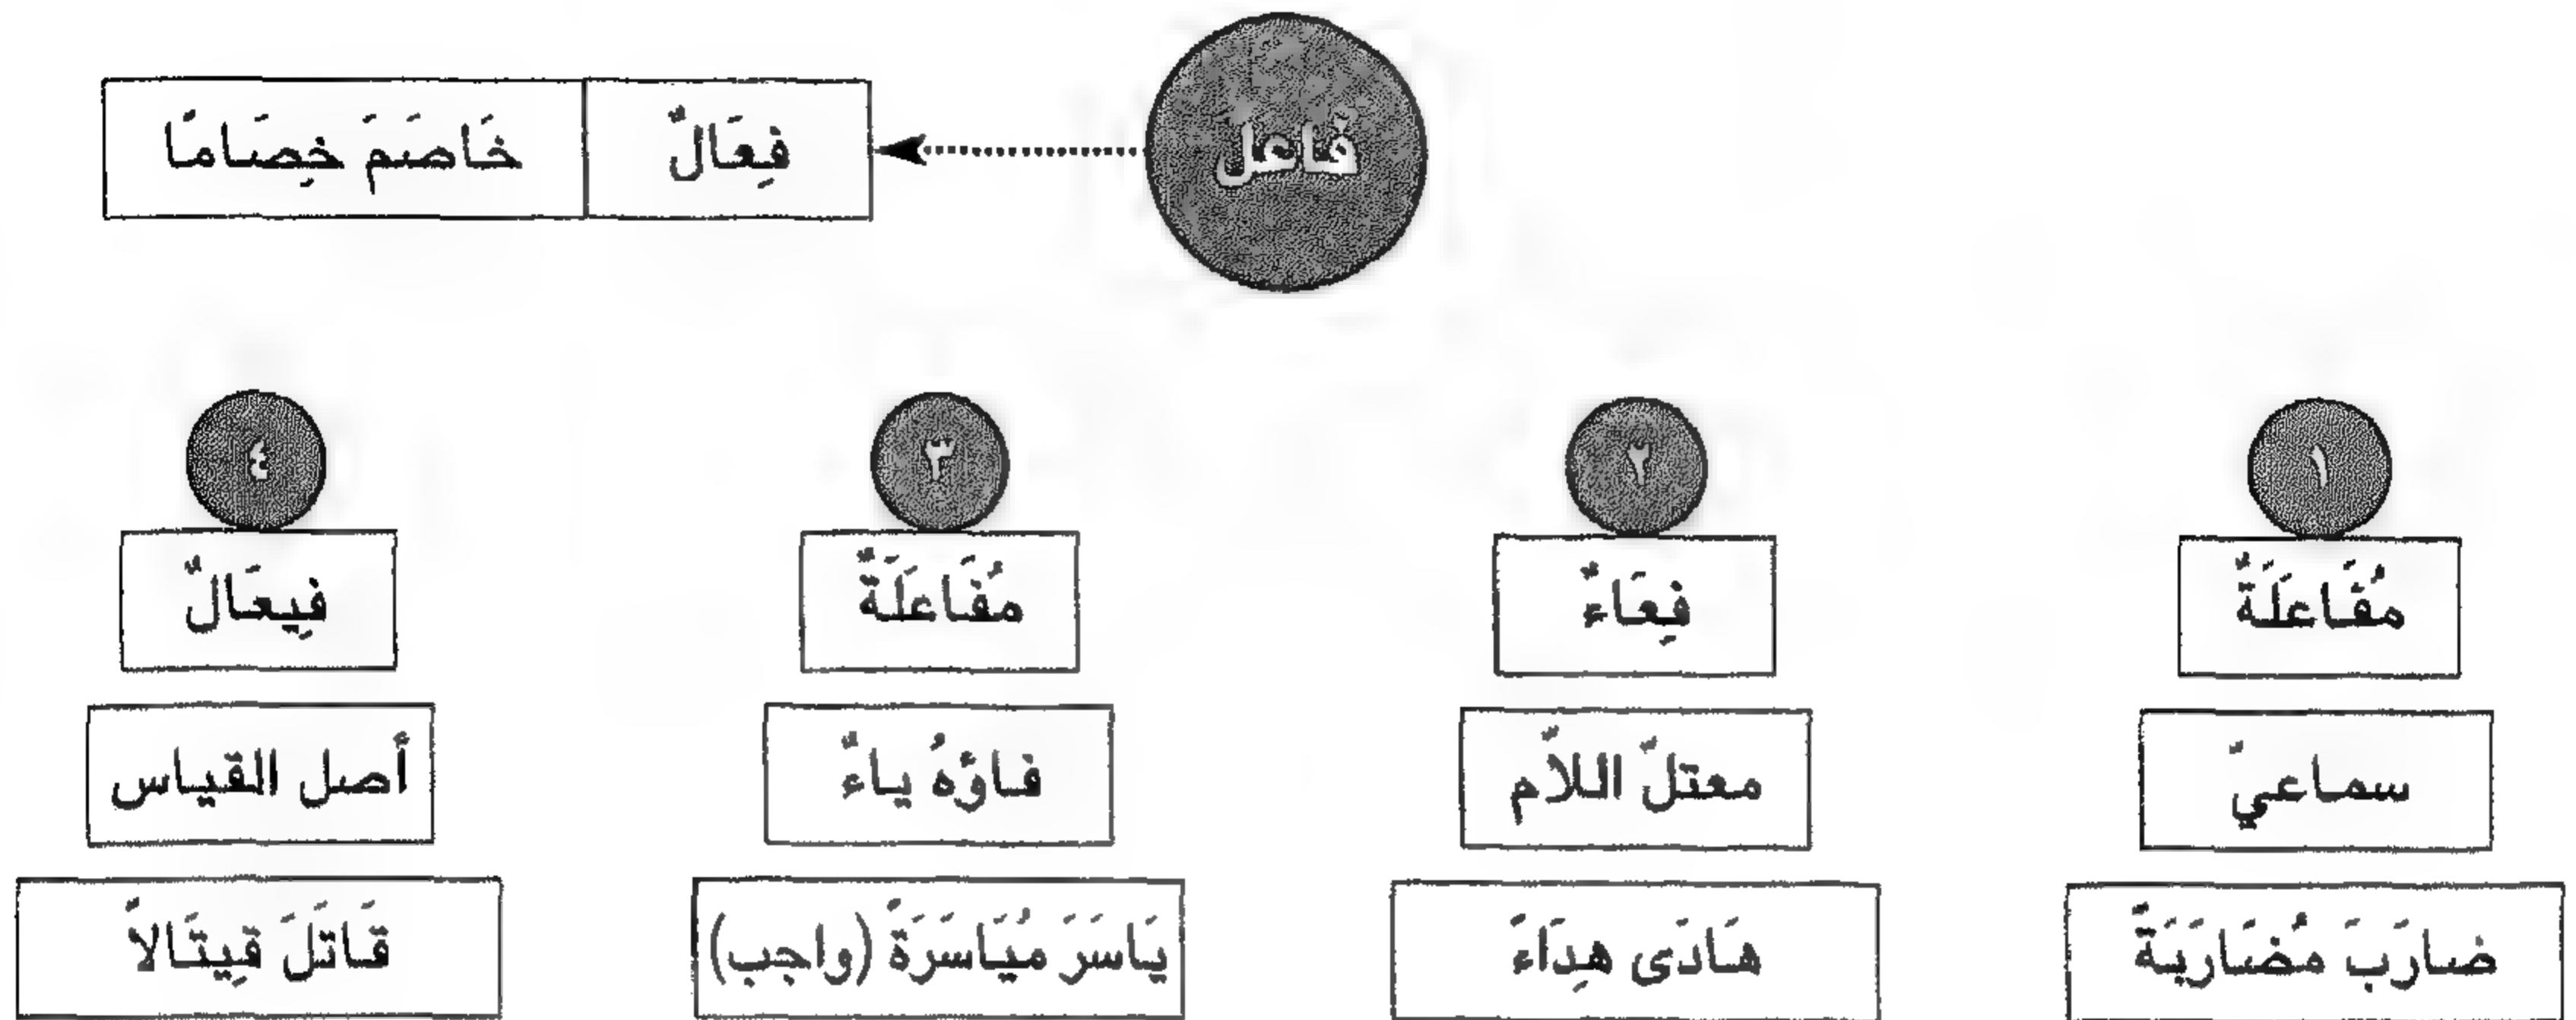 فاعل
فِعَالٌ
خَاصَمَ خِصَامًا
١
مُفَاعَلَةٌ
سماعيّ
ضارَبَ مُضَارَبَةً
٢
فِعَاءٌ
معتلّ اللاّم
هَادَى هِدَاءً
٣
مُفَاعَلَةٌ
فاؤهُ ياءٌ
يَاسَرَ مُيَاسَرَةً (واجب)
٤
فِيعَالٌ
أصل القياس
قَاتَلَ قِيتَالاً